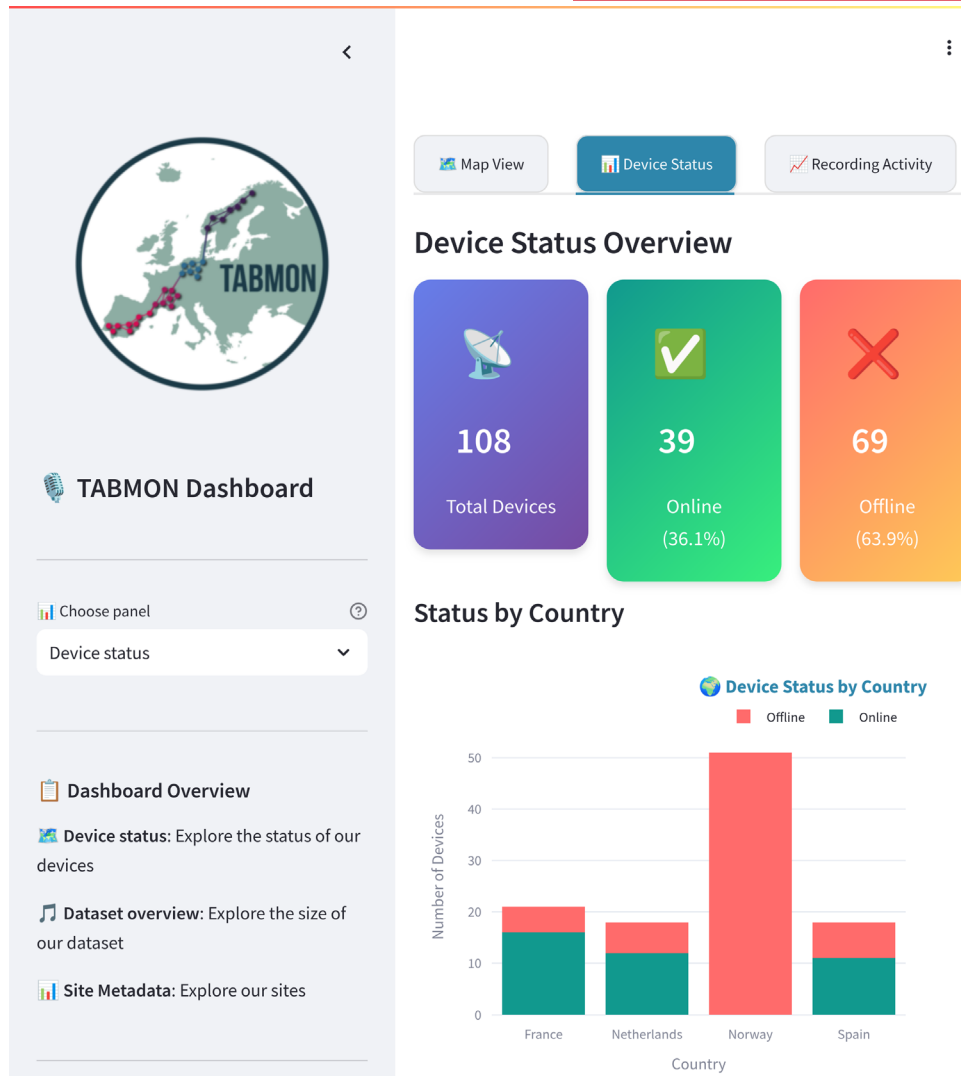 TABMON
🎙️ TABMON Dashboard
📊 Choose panel
Device status
📋 Dashboard Overview
🗺️ Device status: Explore the status of our
devices
🎵 Dataset overview: Explore the size of
our dataset
📊 Site Metadata: Explore our sites
🗺️ Map View
📊 Device Status
📈 Recording Activity
Device Status Overview
108
Total Devices
39
Online
(36.1%)
69
Offline
(63.9%)
Status by Country
🌍 Device Status by Country
Offline
Online
Number of Devices
50
40
30
20
10
0
France
Netherlands
Norway
Spain
Country